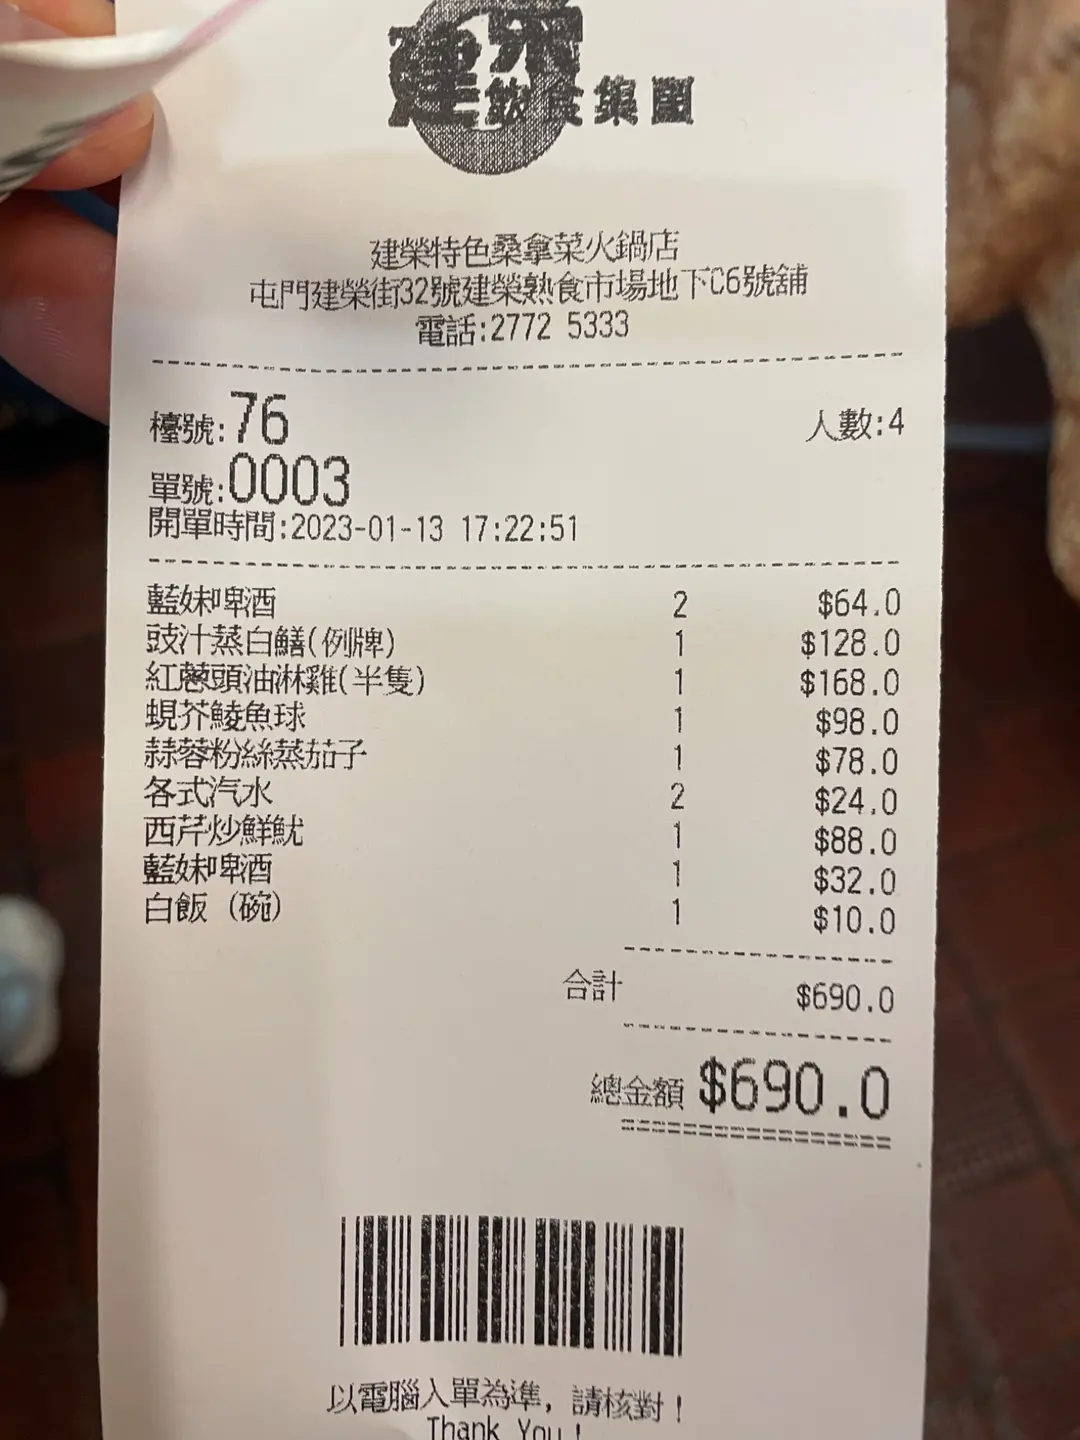 建榮
飲食集團
建榮特色桑拿菜火鍋店
屯門建榮街32號建榮熟食市場地下C6號舖
電話:2772 5333
檯號:76 人數:4
單號:0003
開單時間:2023-01-13 17:22:51
藍妹啤酒 2 $64.0
豉汁蒸白鱔(例牌) 1 $128.0
紅蔥頭油淋雞(半隻) 1 $168.0
蜆芥鯪魚球 1 $98.0
蒜蓉粉絲蒸茄子 1 $78.0
各式汽水 2 $24.0
西芹炒鮮魷 1 $88.0
藍妹啤酒 1 $32.0
白飯 (碗) 1 $10.0
合計 $690.0
總金額 $690.0
以電腦入單為準, 請核對!
Thank You!